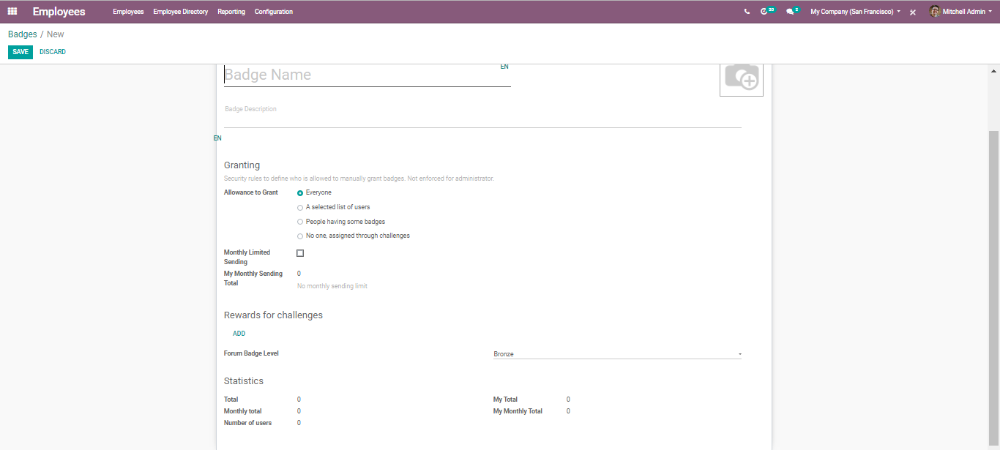 Employees Employees Employee Directory Reporting Configuration 20 2 My Company (San Francisco) Mitchell Admin
Badges / New
SAVE DISCARD
Badge Name EN
Badge Description
EN
Granting
Security rules to define who is allowed to manually grant badges. Not enforced for administrator.
Allowance to Grant Everyone
A selected list of users
People having some badges
No one, assigned through challenges
Monthly Limited
Sending
My Monthly Sending 0
Total
No monthly sending limit
Rewards for challenges
ADD
Forum Badge Level Bronze
Statistics
Total 0 My Total 0
Monthly total 0 My Monthly Total 0
Number of users 0